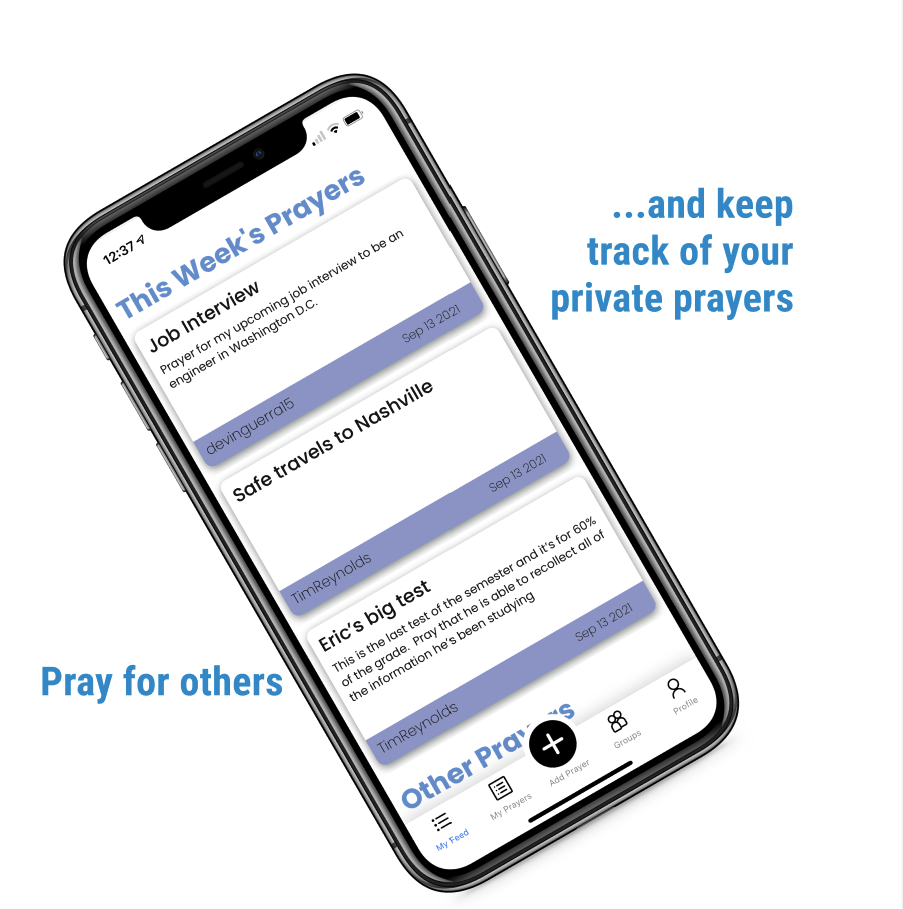 ...and keep
track of your
private prayers
12:37
This Week's Prayers
Job Interview
Prayer for my upcoming job interview to be an
engineer in Washington D.C.
devinguerra15 Sep 13 2021
Safe travels to Nashville
TimReynolds Sep 13 2021
Eric's big test
This is the last test of the semester and it's for 60%
of the grade. Pray that he is able to recollect all of
the information he's been studying
TimReynolds Sep 13 2021
Other Prayers
My Feed My Prayers Add Prayer Groups Profile
Pray for others